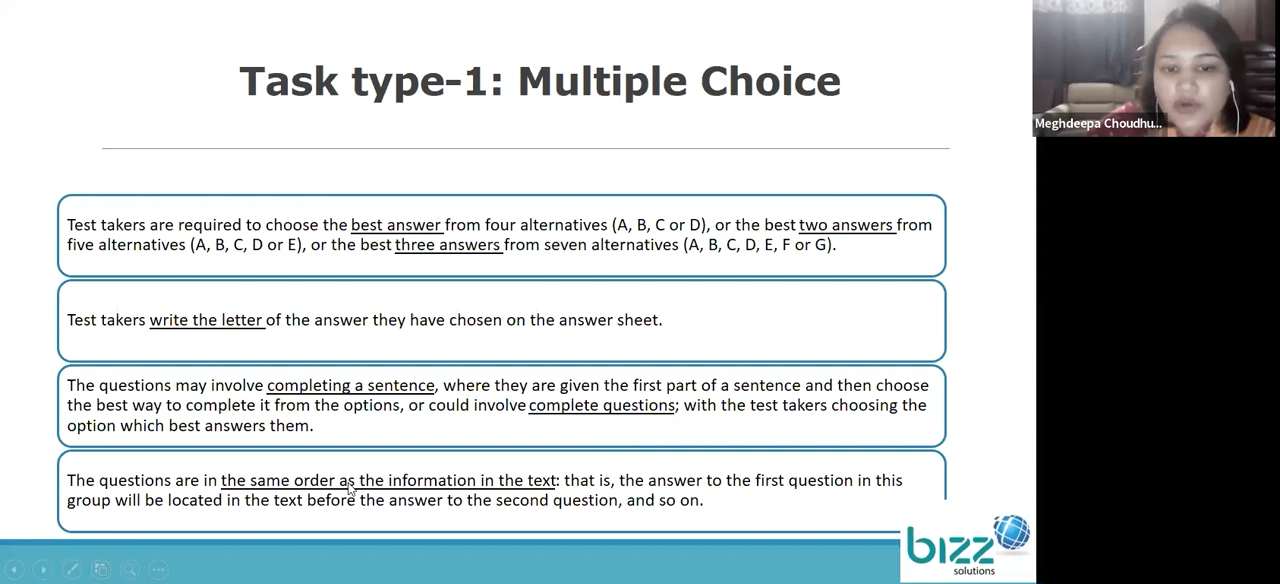 Task type-1: Multiple Choice
Meghdeepa Choudhu...
Test takers are required to choose the best answer from four alternatives (A, B, C or D), or the best two answers from
five alternatives (A, B, C, D or E), or the best three answers from seven alternatives (A, B, C, D, E, F or G).
Test takers write the letter of the answer they have chosen on the answer sheet.
The questions may involve completing a sentence, where they are given the first part of a sentence and then choose
the best way to complete it from the options, or could involve complete questions; with the test takers choosing the
option which best answers them.
The questions are in the same order as the information in the text: that is, the answer to the first question in this
group will be located in the text before the answer to the second question, and so on.
bizz
solutions